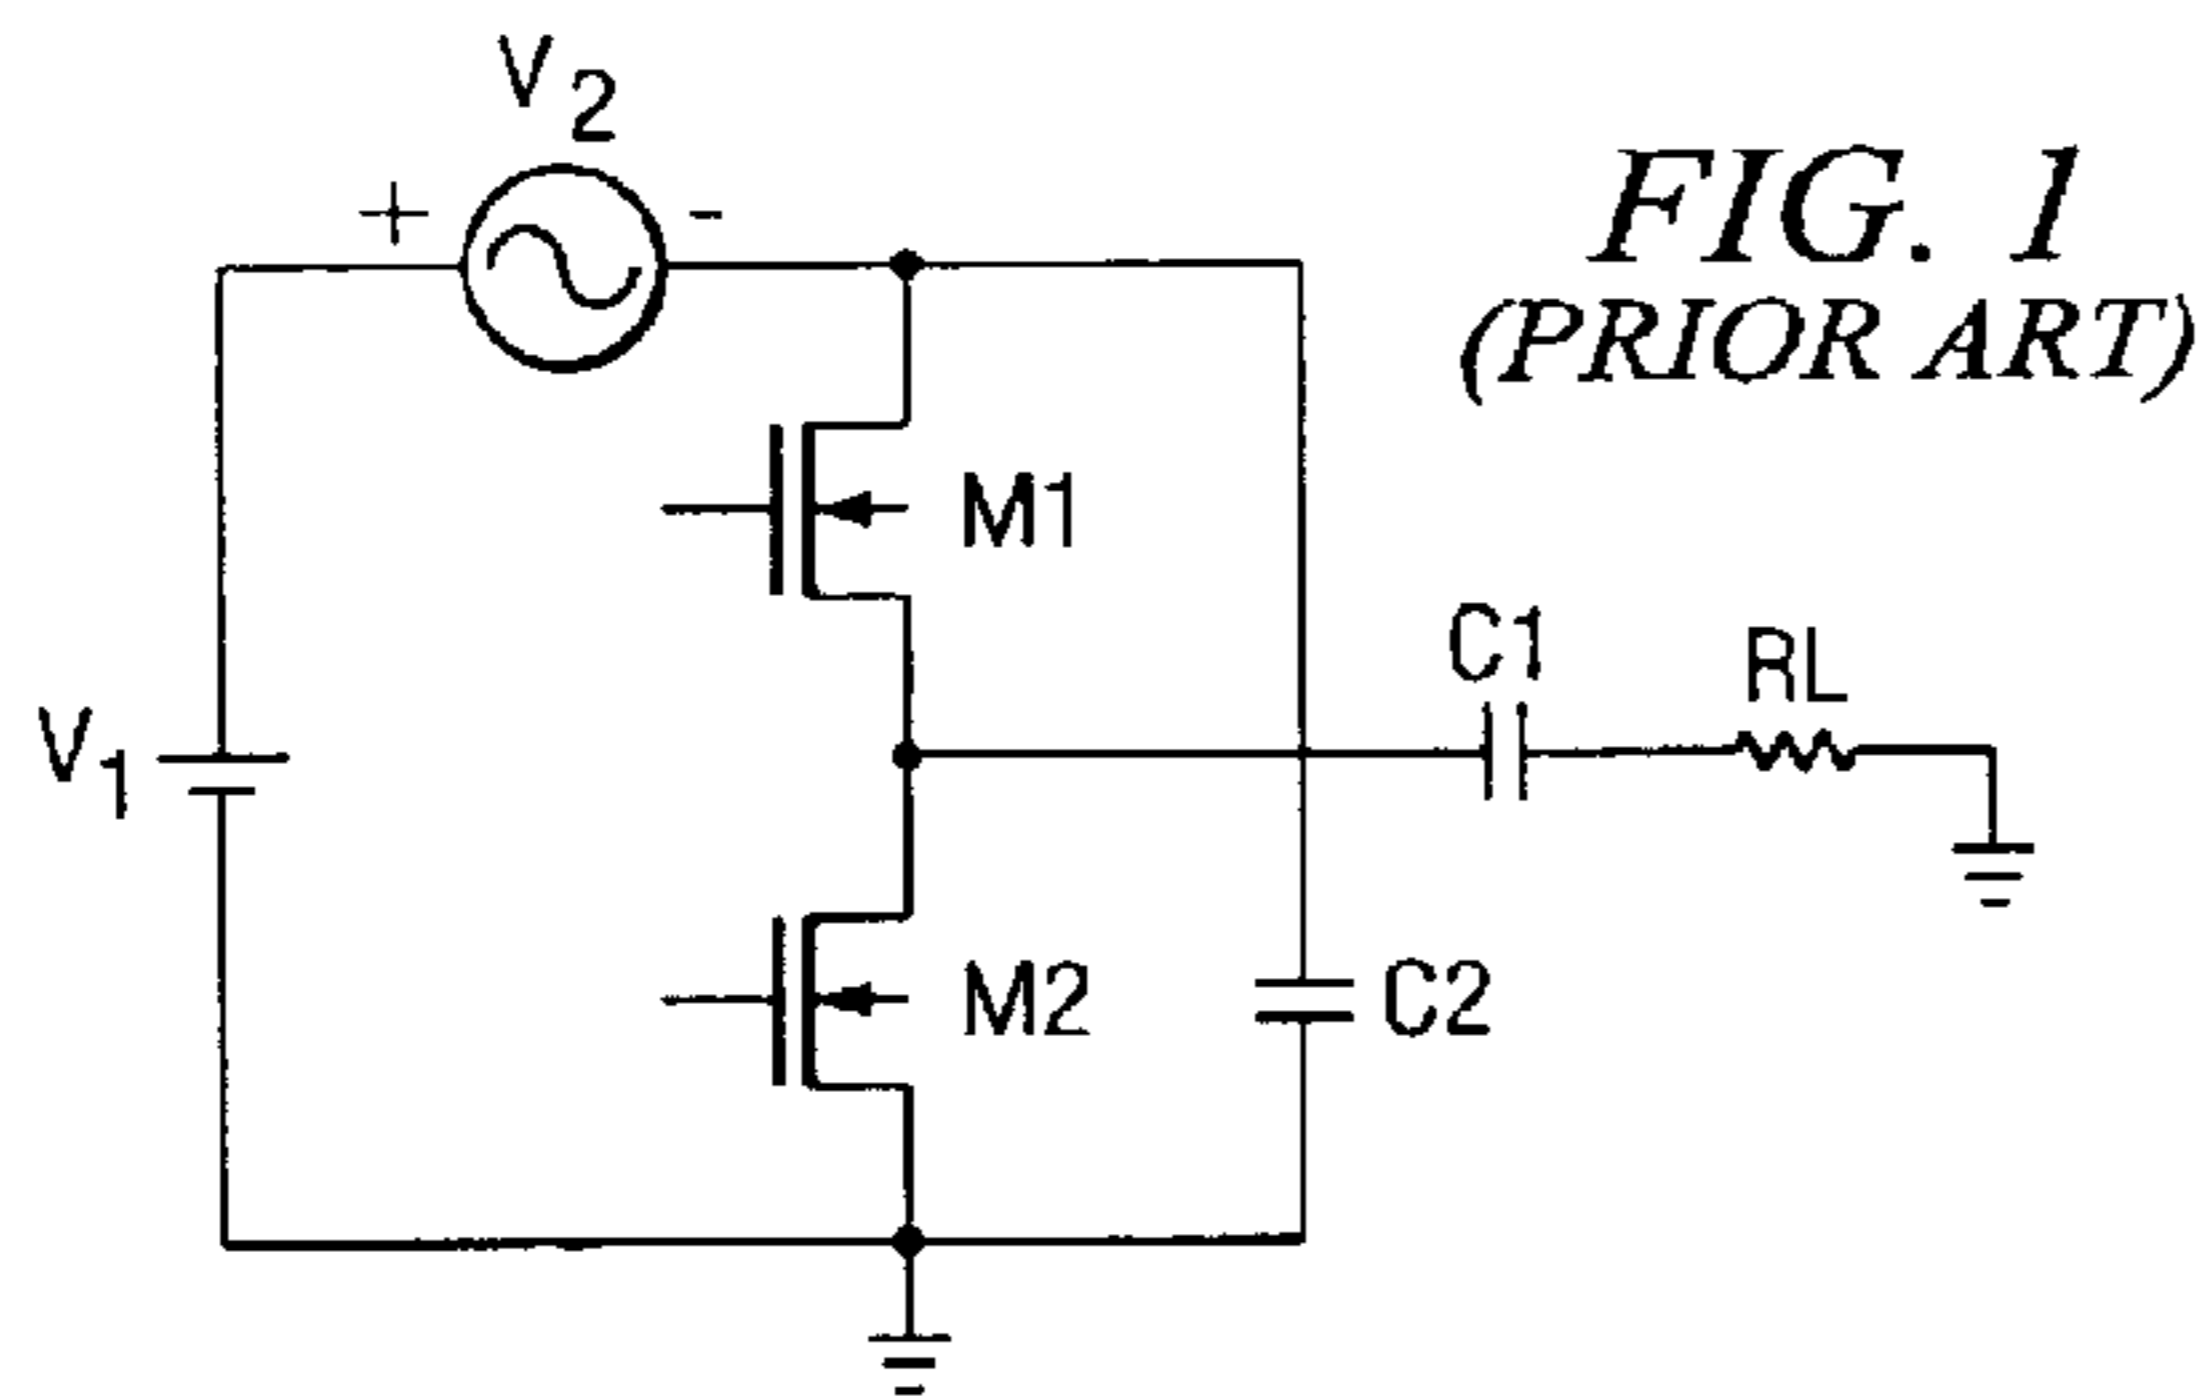 V2
+ -
FIG. 1
(PRIOR ART)
M1
C1
RL
V1
M2
C2